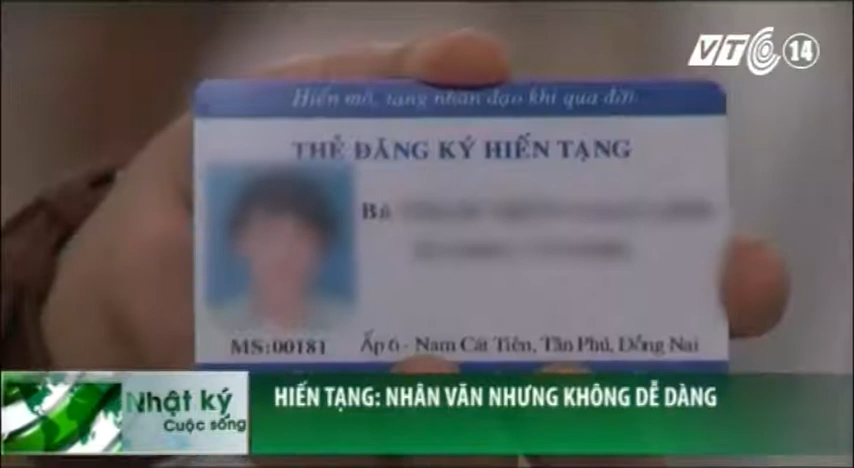 VTC 14
Hiến mô, tạng nhân đạo khi qua đời
THẺ ĐĂNG KÝ HIẾN TẠNG
Bà
MS:00181
Ấp 6 - Nam Cát Tiên, Tân Phú, Đồng Nai
Nhật ký
Cuộc sống
HIẾN TẠNG: NHÂN VĂN NHƯNG KHÔNG DỄ DÀNG